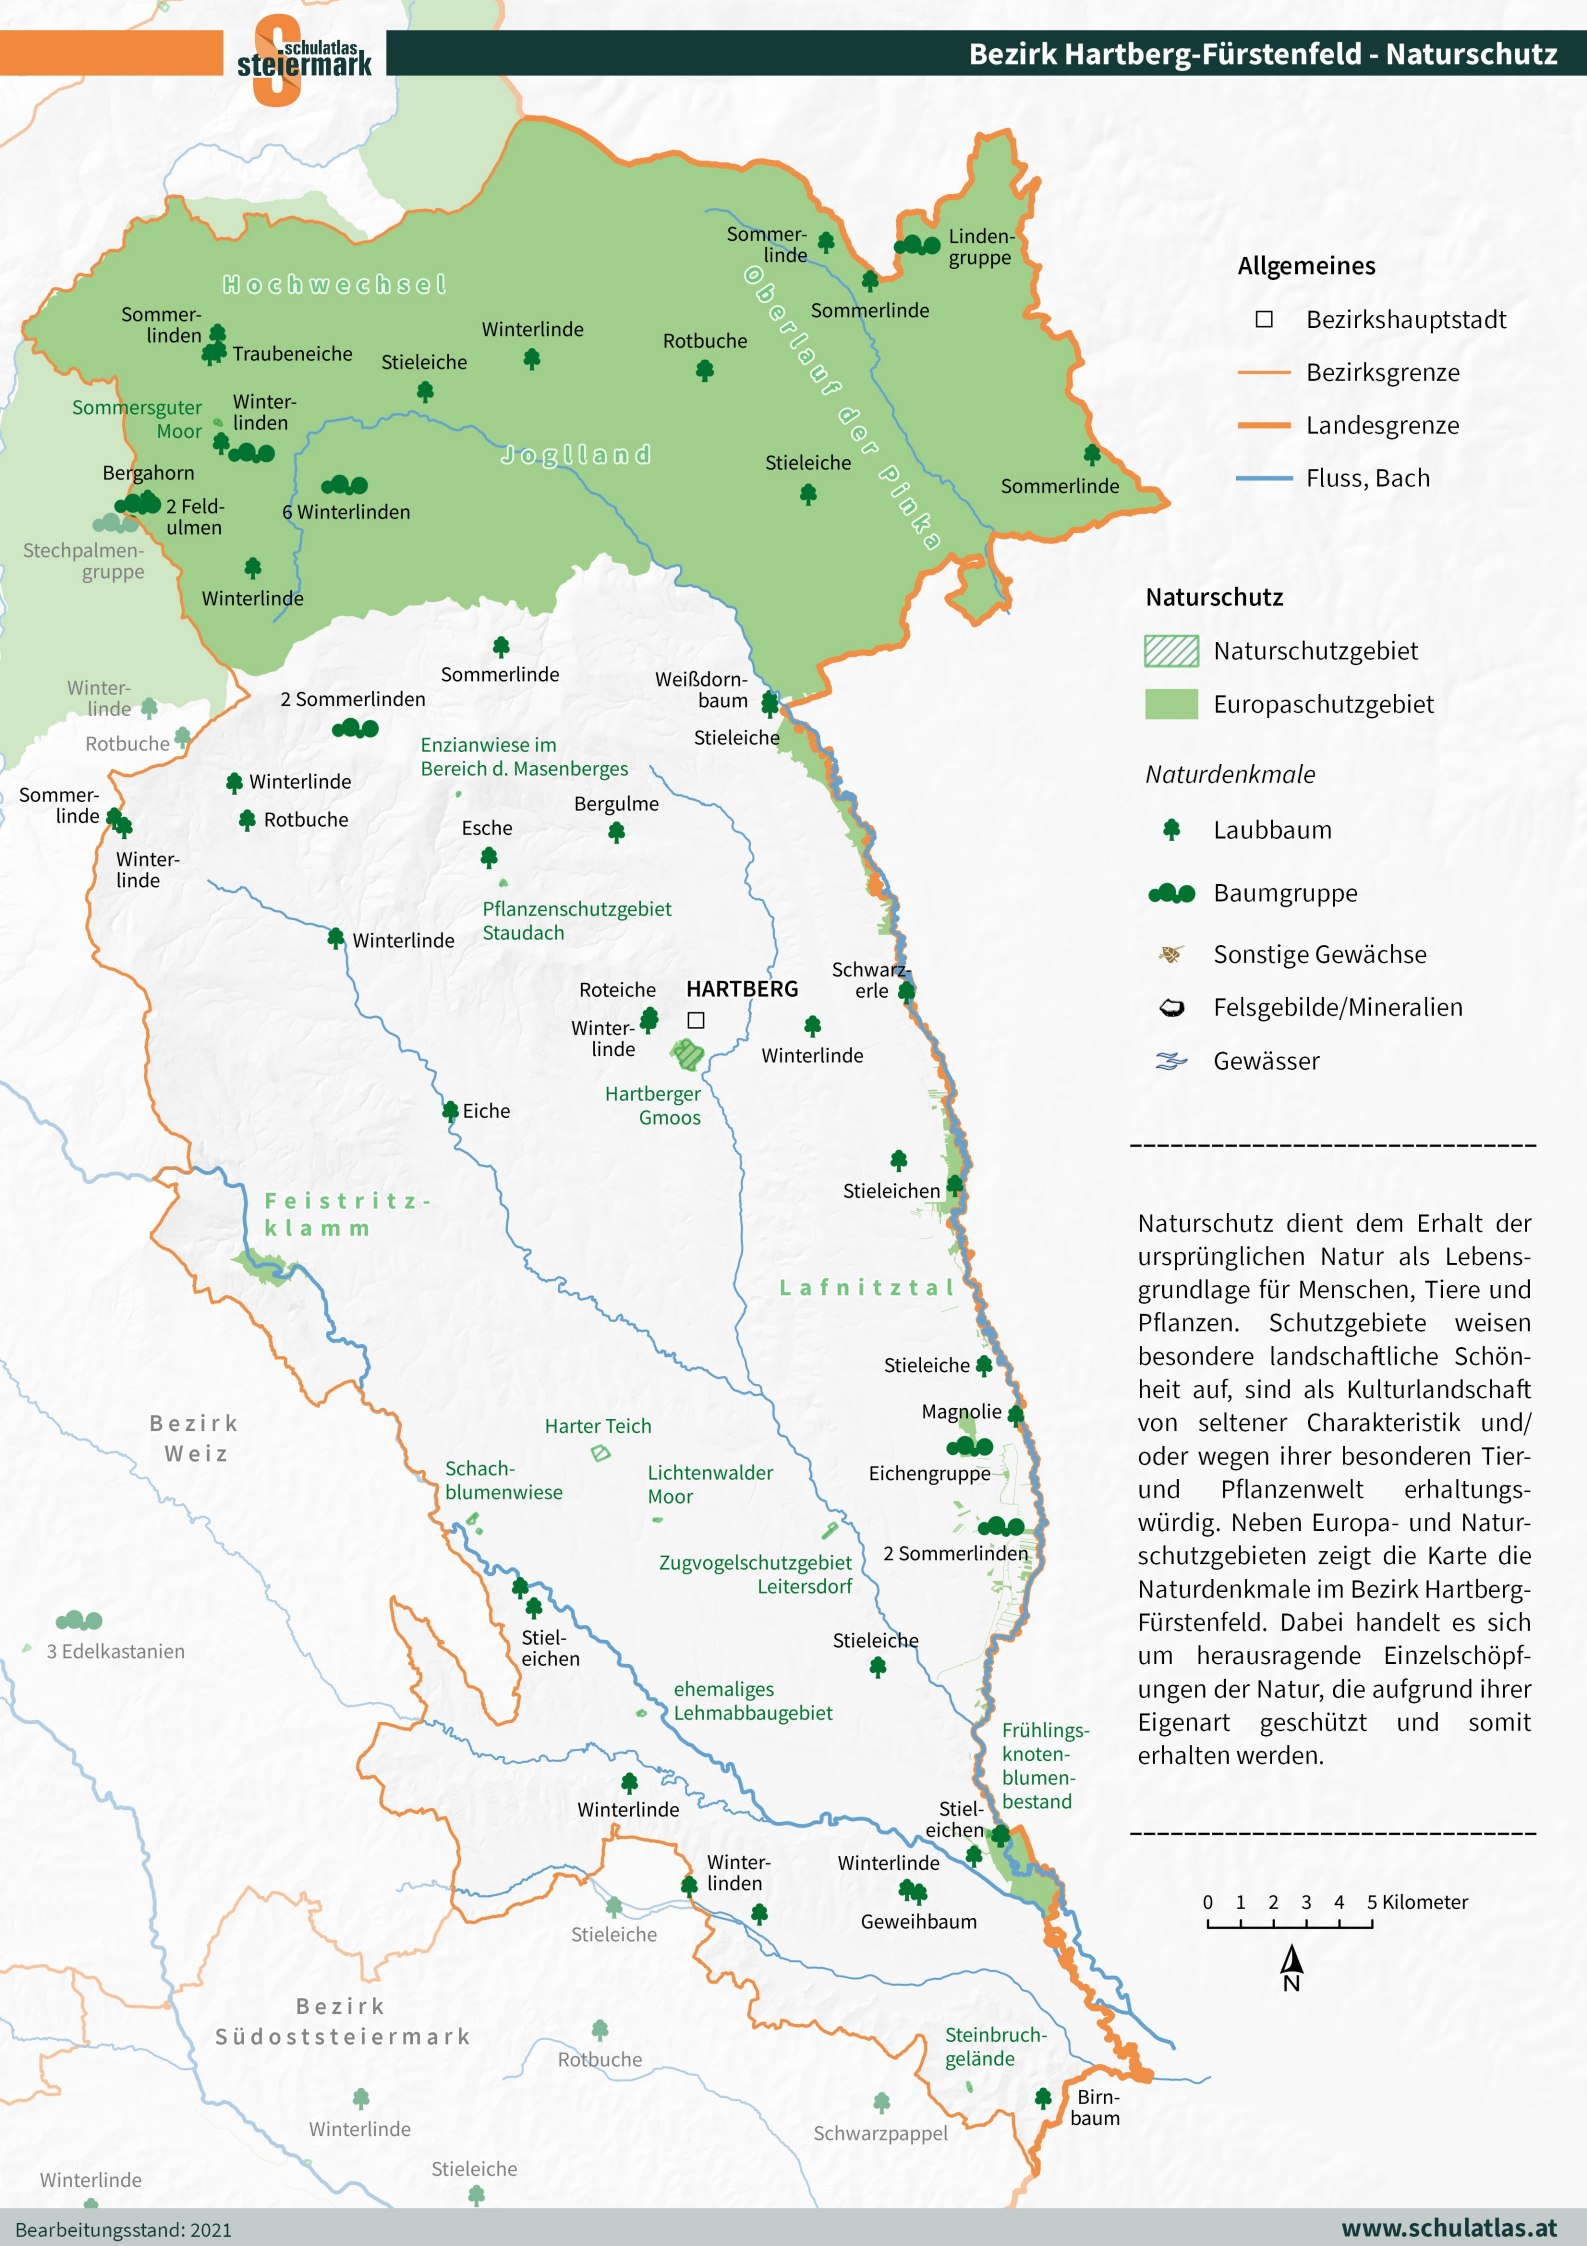 schulatlas
steiermark
Bezirk Hartberg-Fürstenfeld - Naturschutz
Sommer-
linde
Linden-
gruppe
Hochwechsel
Oberlauf der Pinka
Sommerlinde
Sommer-
linden
Traubeneiche
Winterlinde
Stieleiche
Rotbuche
Sommersguter
Moor
Winter-
linden
Joglland
Stieleiche
Bergahorn
Sommerlinde
2 Feld-
ulmen
6 Winterlinden
Stechpalmen-
gruppe
Winterlinde
Sommerlinde
Weißdorn-
baum
Winter-
linde
2 Sommerlinden
Rotbuche
Stieleiche
Enzianwiese im
Bereich d. Masenberges
Winterlinde
Sommer-
linde
Rotbuche
Bergulme
Esche
Winter-
linde
Pflanzenschutzgebiet
Staudach
Winterlinde
Schwarz-
erle
Roteiche
HARTBERG
Winter-
linde
Winterlinde
Hartberger
Gmoos
Eiche
Stieleichen
Feistritz-
klamm
Lafnitztal
Stieleiche
Magnolie
Bezirk
Weiz
Harter Teich
Schach-
blumenwiese
Lichtenwalder
Moor
Eichengruppe
Zugvogelschutzgebiet
Leitersdorf
2 Sommerlinden
3 Edelkastanien
Stiel-
eichen
Stieleiche
ehemaliges
Lehmabbaugebiet
Frühlings-
knoten-
blumen-
bestand
Winterlinde
Stiel-
eichen
Winter-
linden
Winterlinde
Geweihbaum
Stieleiche
Bezirk
Südoststeiermark
Rotbuche
Steinbruch-
gelände
Birn-
baum
Winterlinde
Schwarzpappel
Stieleiche
Winterlinde
Allgemeines
Bezirkshauptstadt
Bezirksgrenze
Landesgrenze
Fluss, Bach
Naturschutz
Naturschutzgebiet
Europaschutzgebiet
Naturdenkmale
Laubbaum
Baumgruppe
Sonstige Gewächse
Felsgebilde/Mineralien
Gewässer
Naturschutz dient dem Erhalt der
ursprünglichen Natur als Lebens-
grundlage für Menschen, Tiere und
Pflanzen. Schutzgebiete weisen
besondere landschaftliche Schön-
heit auf, sind als Kulturlandschaft
von seltener Charakteristik und/
oder wegen ihrer besonderen Tier-
und Pflanzenwelt erhaltungs-
würdig. Neben Europa- und Natur-
schutzgebieten zeigt die Karte die
Naturdenkmale im Bezirk Hartberg-
Fürstenfeld. Dabei handelt es sich
um herausragende Einzelschöpf-
ungen der Natur, die aufgrund ihrer
Eigenart geschützt und somit
erhalten werden.
0 1 2 3 4 5 Kilometer
N
Bearbeitungsstand: 2021
www.schulatlas.at